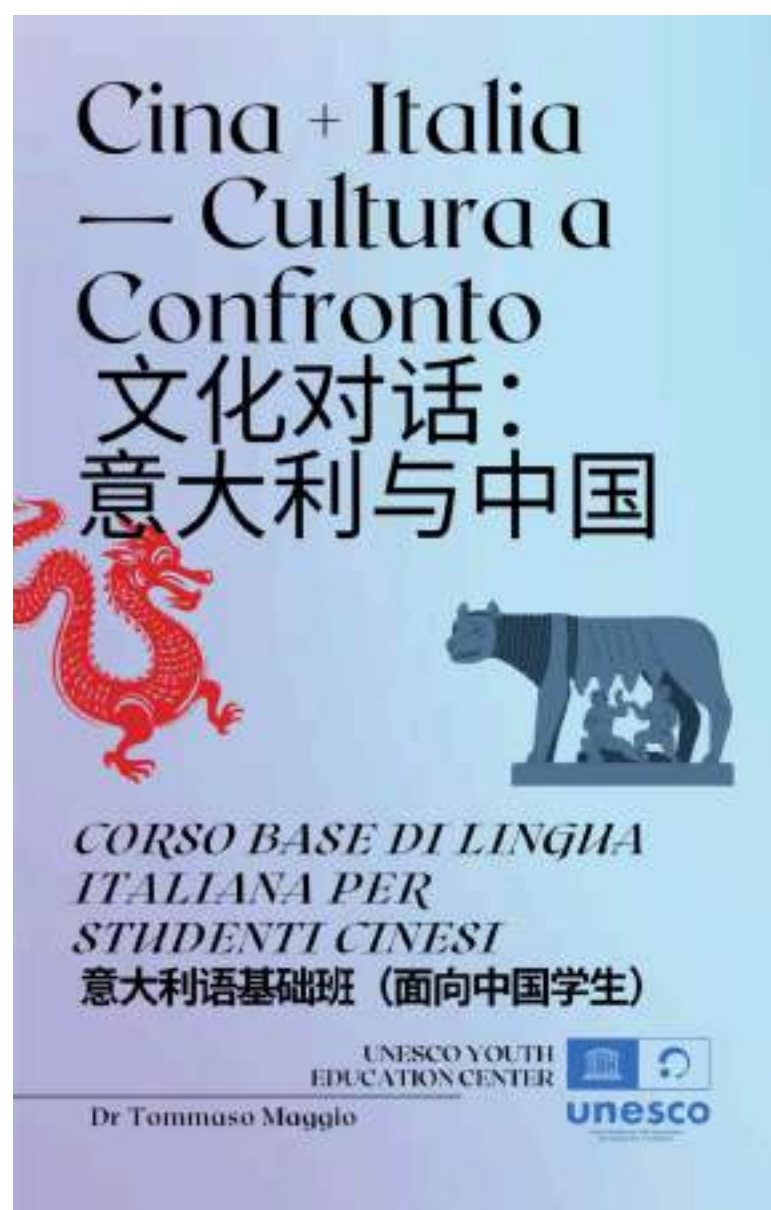 Cina + Italia
— Cultura a
Confronto
文化对话：
意大利与中国
CORSO BASE DI LINGUA
ITALIANA PER
STUDENTI CINESI
意大利语基础班（面向中国学生）
UNESCO YOUTH
EDUCATION CENTER
Dr Tommaso Maggio
unesco